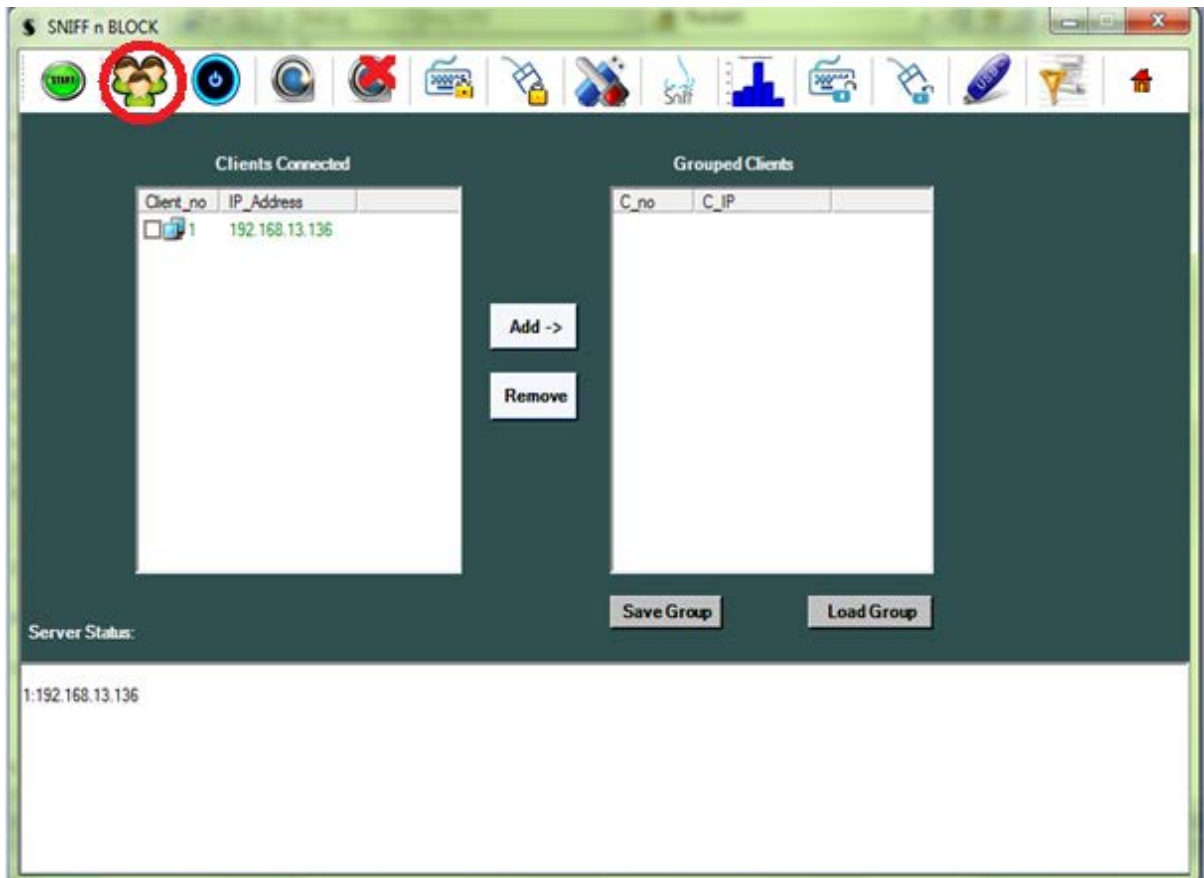 SNIFF n BLOCK
START
Sniff
USB
Clients Connected
Grouped Clients
Client_no IP_Address
C_no C_IP
1 192.168.13.136
Add ->
Remove
Save Group
Load Group
Server Status:
1:192.168.13.136